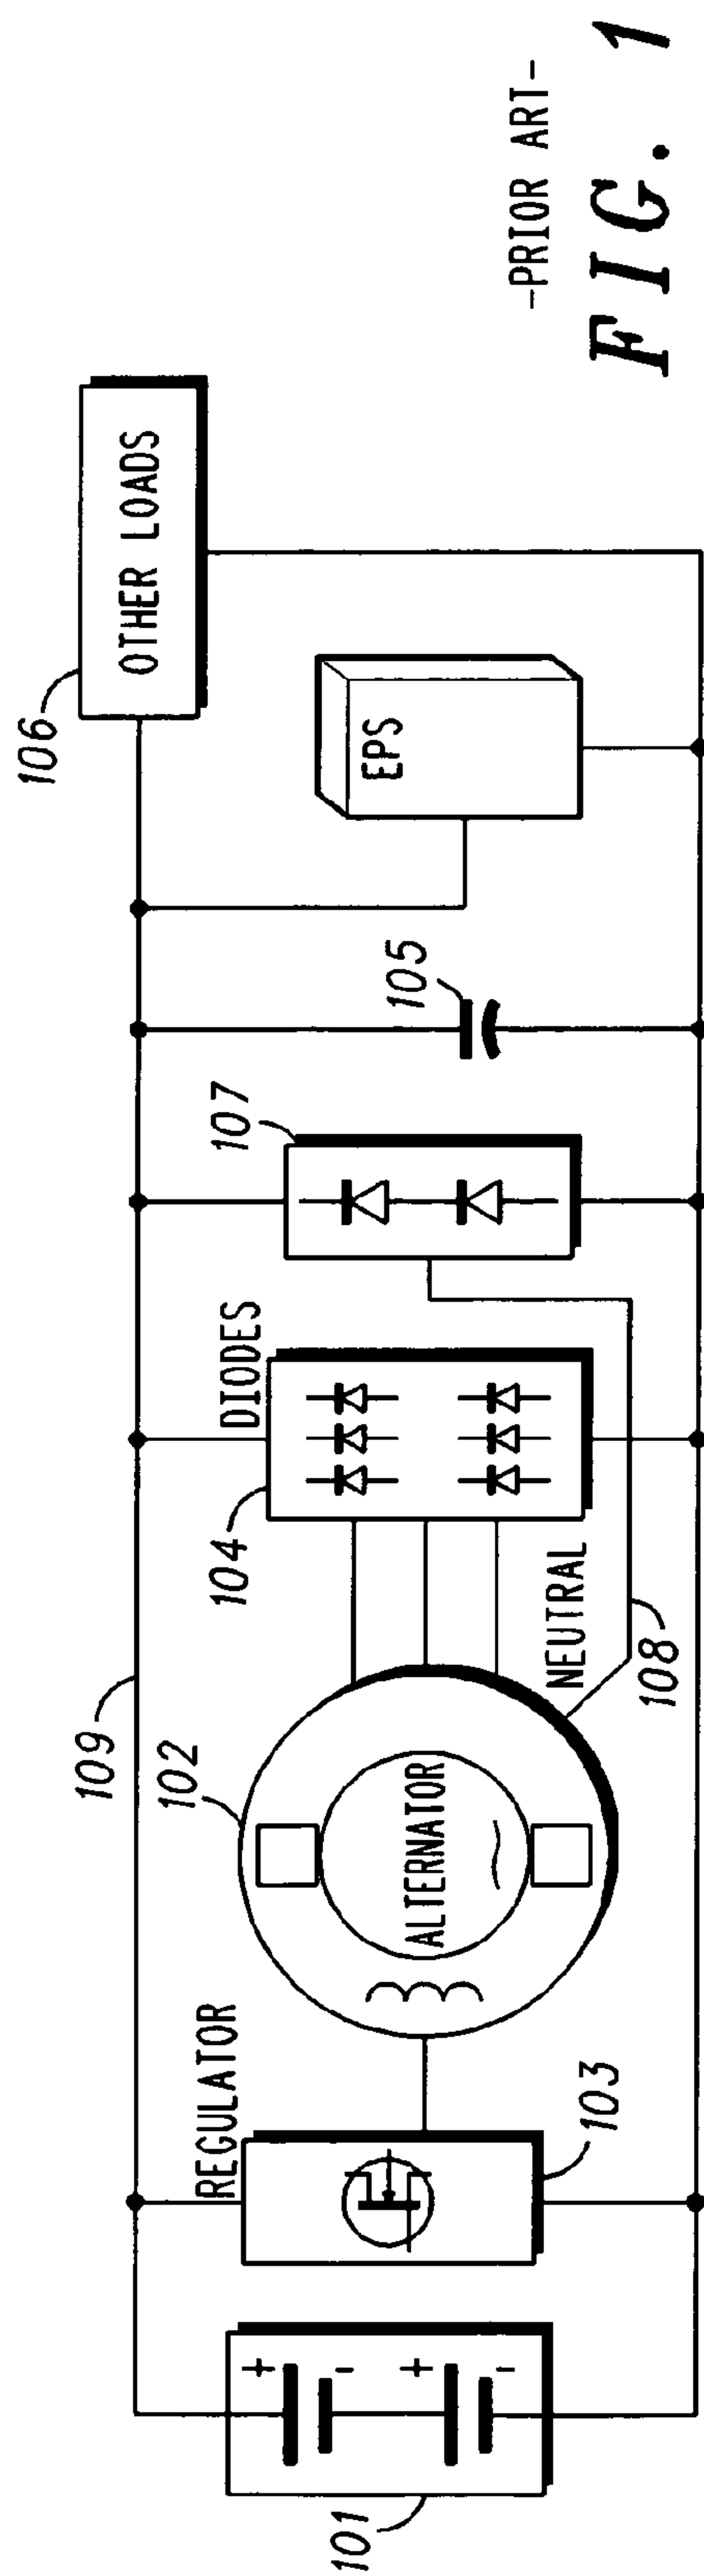 106
OTHER LOADS
109
107
105
EPS
DIODES
104
102
REGULATOR
ALTERNATOR
NEUTRAL
108
103
+
-
+
-
101
-PRIOR ART-
FIG. 1